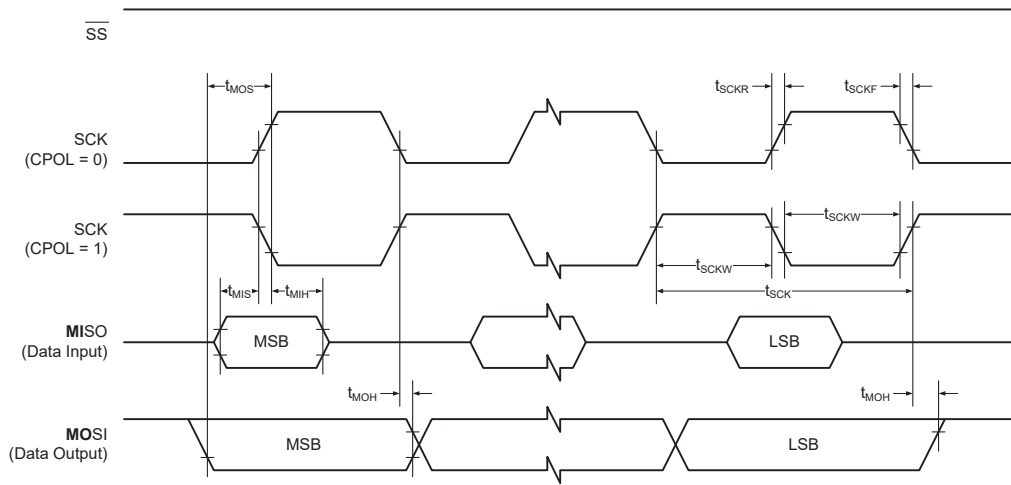 SS
tMOS
tSCKR
tSCKF
SCK
(CPOL = 0)
SCK
(CPOL = 1)
tSCKW
tSCKW
tMIS
tMIH
tSCK
MISO
(Data Input)
MSB
LSB
tMOH
tMOH
MOSI
(Data Output)
MSB
LSB